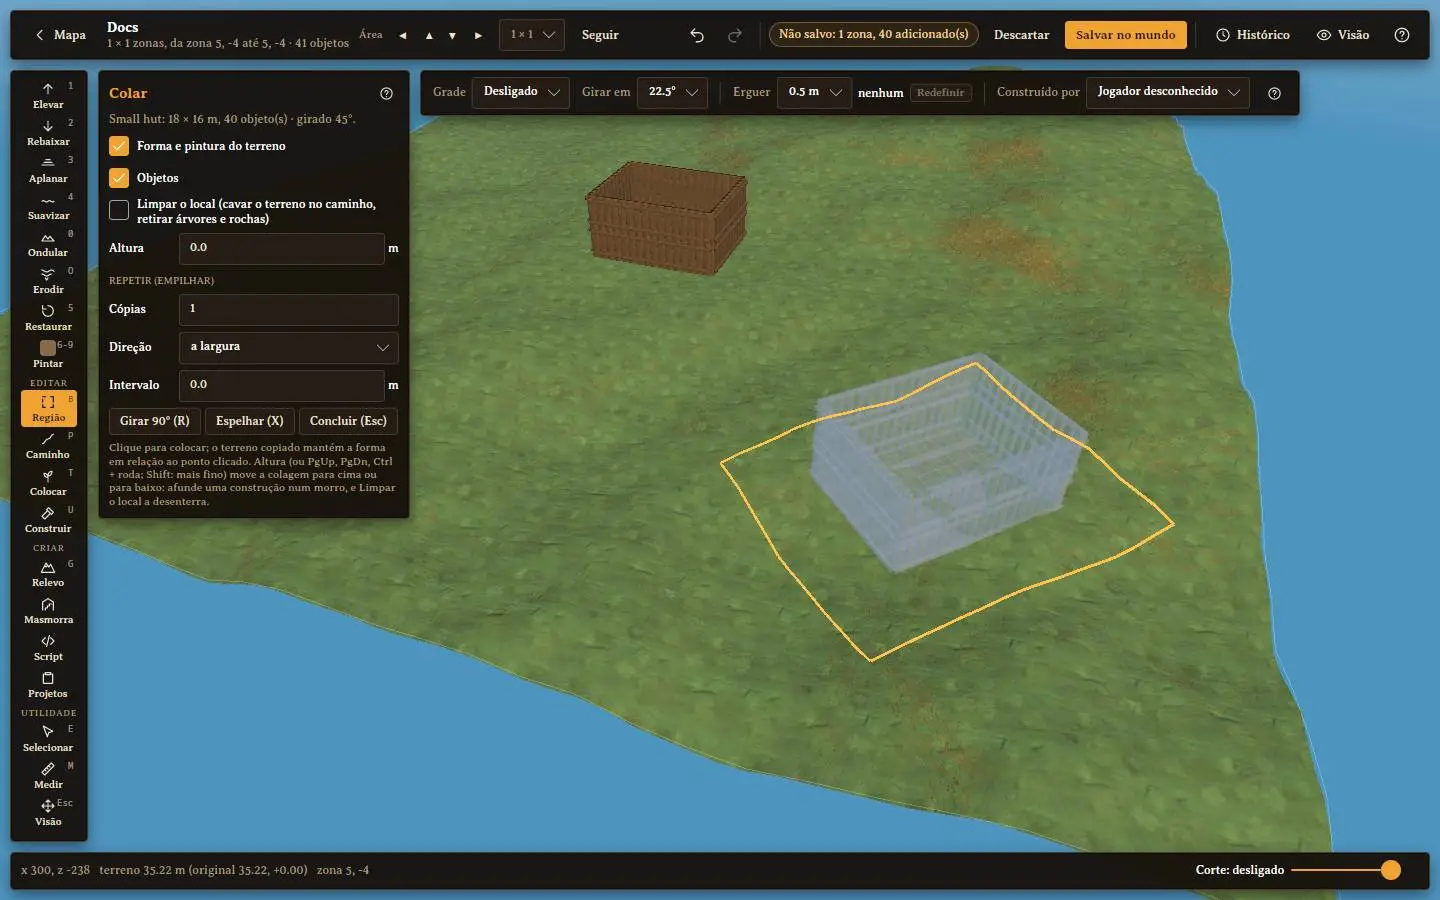 Mapa
Docs
1 × 1 zonas, da zona 5, -4 até 5, -4 · 41 objetos
Área
1 × 1
Seguir
Não salvo: 1 zona, 40 adicionado(s)
Descartar
Salvar no mundo
Histórico
Visão
1
Elevar
2
Rebaixar
3
Aplanar
4
Suavizar
0
Ondular
O
Erodir
5
Restaurar
6-9
Pintar
EDITAR
8
Região
P
Caminho
T
Colocar
U
Construir
CRIAR
G
Relevo
Masmorra
Script
Projetos
UTILIDADE
E
Selecionar
M
Medir
Esc
Visão
Colar
Small hut: 18 × 16 m, 40 objeto(s) · girado 45°.
Forma e pintura do terreno
Objetos
Limpar o local (cavar o terreno no caminho,
retirar árvores e rochas)
Altura 0.0 m
REPETIR (EMPILHAR)
Cópias 1
Direção a largura
Intervalo 0.0 m
Girar 90° (R) Espelhar (X) Concluir (Esc)
Clique para colocar; o terreno copiado mantém a forma
em relação ao ponto clicado. Altura (ou PgUp, PgDn, Ctrl
+ roda; Shift: mais fino) move a colagem para cima ou
para baixo: afunde uma construção num morro, e Limpar
o local a desenterra.
Grade Desligado Girar em 22.5° Erguer 0.5 m nenhum Redefinir Construído por Jogador desconhecido
x 300, z -238 terreno 35.22 m (original 35.22, +0.00) zona 5, -4
Corte: desligado